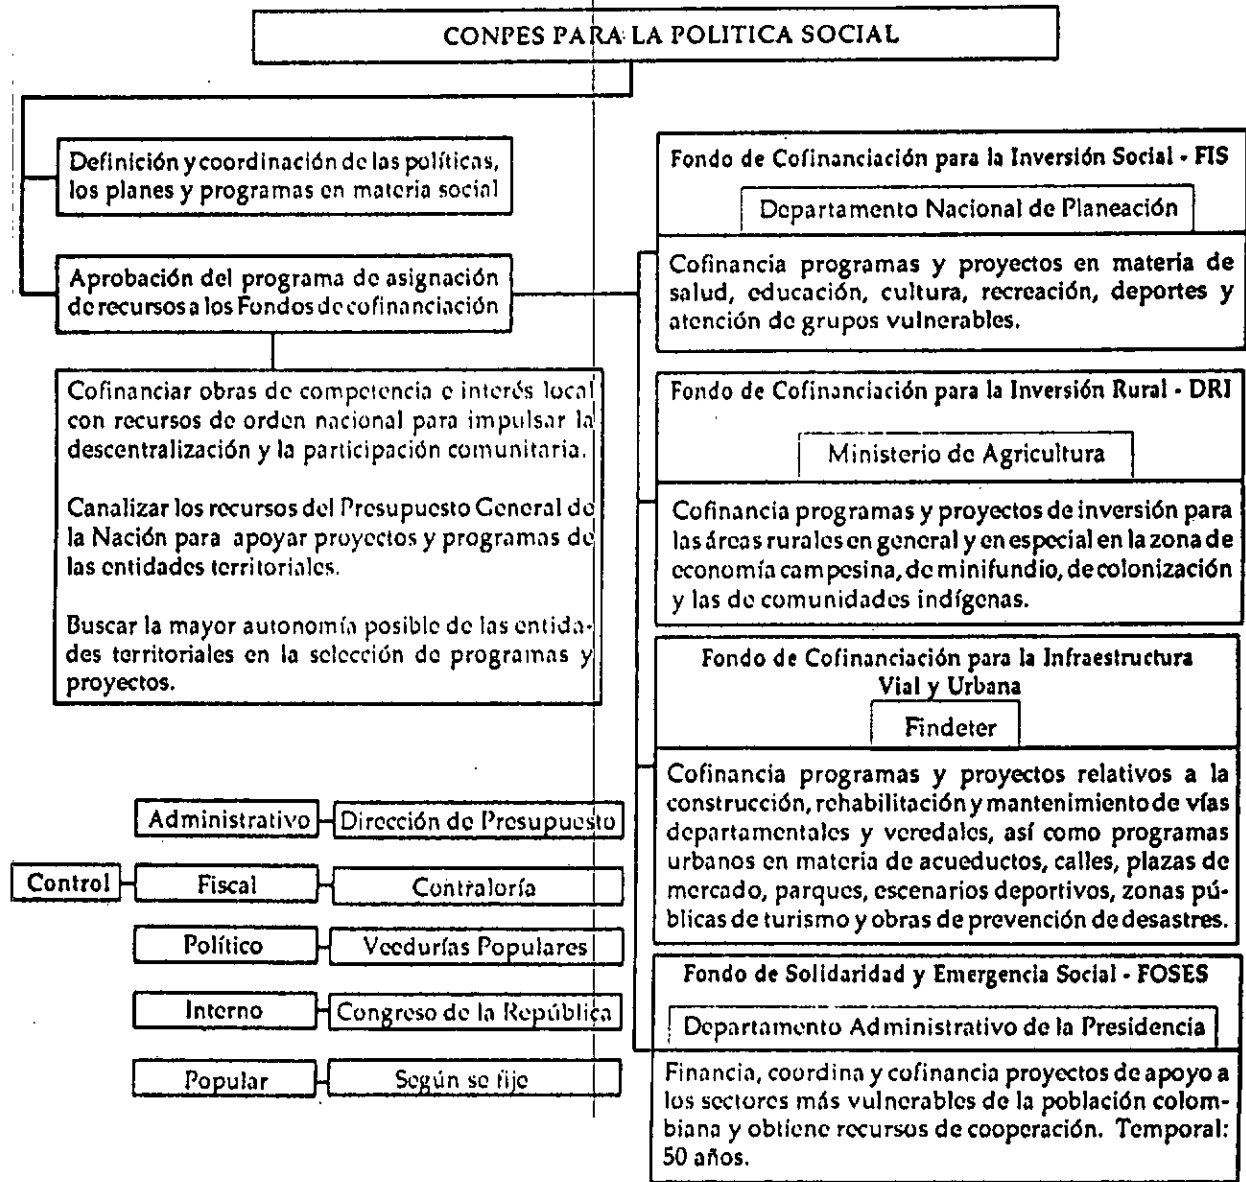 CONPES PARA LA POLITICA SOCIAL
Definición y coordinación de las políticas,
los planes y programas en materia social
Aprobación del programa de asignación
de recursos a los Fondos de cofinanciación
Cofinanciar obras de competencia e interés local
con recursos de orden nacional para impulsar la
descentralización y la participación comunitaria.
Canalizar los recursos del Presupuesto General de
la Nación para apoyar proyectos y programas de
las entidades territoriales.
Buscar la mayor autonomía posible de las entida-
des territoriales en la selección de programas y
proyectos.
Fondo de Cofinanciación para la Inversión Social - FIS
Departamento Nacional de Planeación
Cofinancia programas y proyectos en materia de
salud, educación, cultura, recreación, deportes y
atención de grupos vulnerables.
Fondo de Cofinanciación para la Inversión Rural - DRI
Ministerio de Agricultura
Cofinancia programas y proyectos de inversión para
las áreas rurales en general y en especial en la zona de
economía campesina, de minifundio, de colonización
y las de comunidades indígenas.
Fondo de Cofinanciación para la Infraestructura
Vial y Urbana
Findeter
Cofinancia programas y proyectos relativos a la
construcción, rehabilitación y mantenimiento de vías
departamentales y veredales, así como programas
urbanos en materia de acueductos, calles, plazas de
mercado, parques, escenarios deportivos, zonas pú-
blicas de turismo y obras de prevención de desastres.
Fondo de Solidaridad y Emergencia Social - FOSES
Departamento Administrativo de la Presidencia
Financia, coordina y cofinancia proyectos de apoyo a
los sectores más vulnerables de la población colom-
biana y obtiene recursos de cooperación. Temporal:
50 años.
Control
Administrativo
Dirección de Presupuesto
Fiscal
Contraloría
Político
Veedurías Populares
Interno
Congreso de la República
Popular
Según se fije